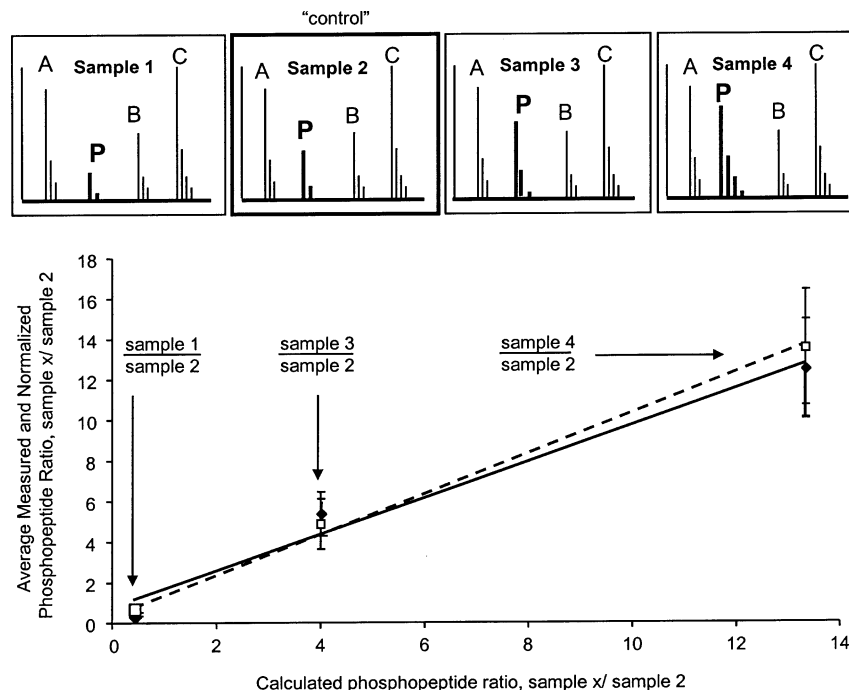 “control”
A Sample 1 P B C
A Sample 2 P B C
A Sample 3 P B C
A Sample 4 P B C
Average Measured and Normalized
Phosphopeptide Ratio, sample x/ sample 2
18
16
14
12
10
8
6
4
2
0
sample 1
sample 2
sample 3
sample 2
sample 4
sample 2
0 2 4 6 8 10 12 14
Calculated phosphopeptide ratio, sample x/ sample 2